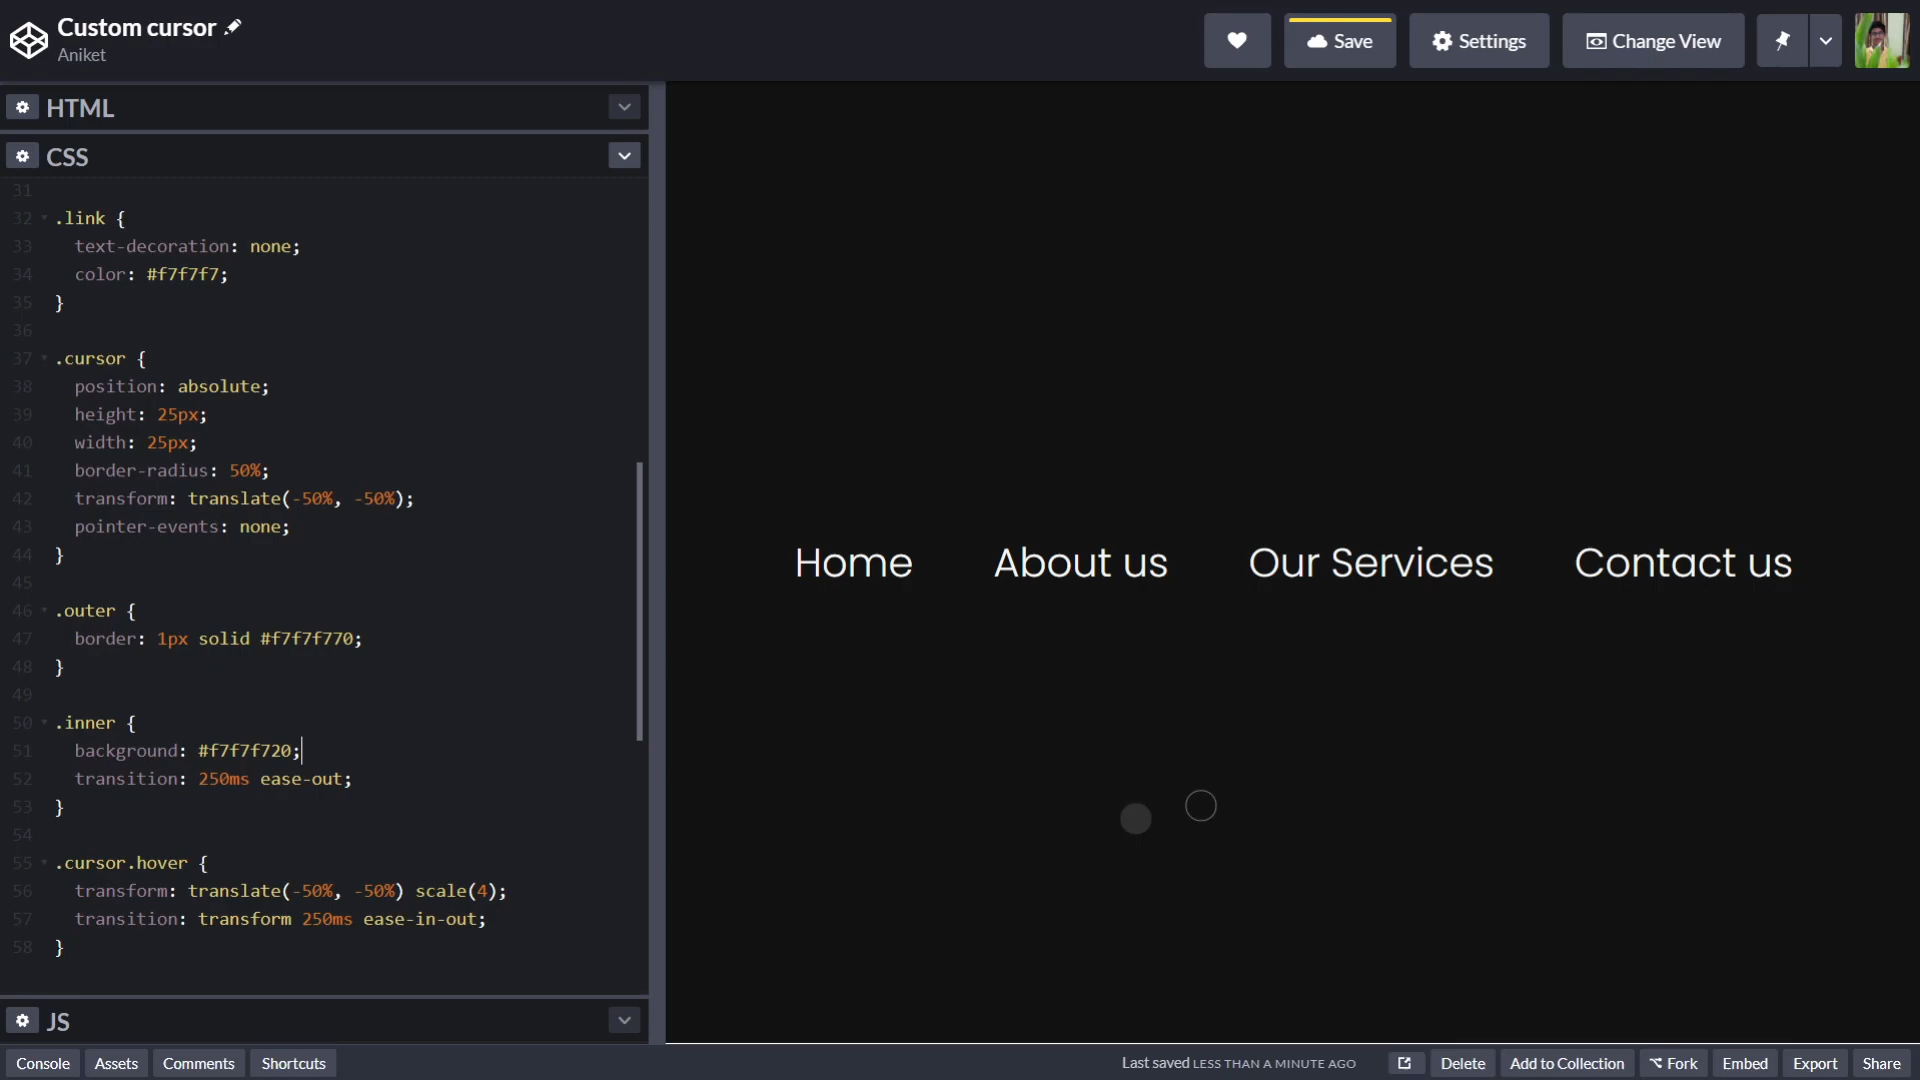 Custom cursor
Aniket
Save
Settings
Change View
HTML
CSS
31
32 .link {
33 text-decoration: none;
34 color: #f7f7f7;
35 }
36
37 .cursor {
38 position: absolute;
39 height: 25px;
40 width: 25px;
41 border-radius: 50%;
42 transform: translate(-50%, -50%);
43 pointer-events: none;
44 }
45
46 .outer {
47 border: 1px solid #f7f7f770;
48 }
49
50 .inner {
51 background: #f7f7f720;
52 transition: 250ms ease-out;
53 }
54
55 .cursor.hover {
56 transform: translate(-50%, -50%) scale(4);
57 transition: transform 250ms ease-in-out;
58 }
JS
Home About us Our Services Contact us
Console Assets Comments Shortcuts
Last saved LESS THAN A MINUTE AGO
Delete Add to Collection Fork Embed Export Share